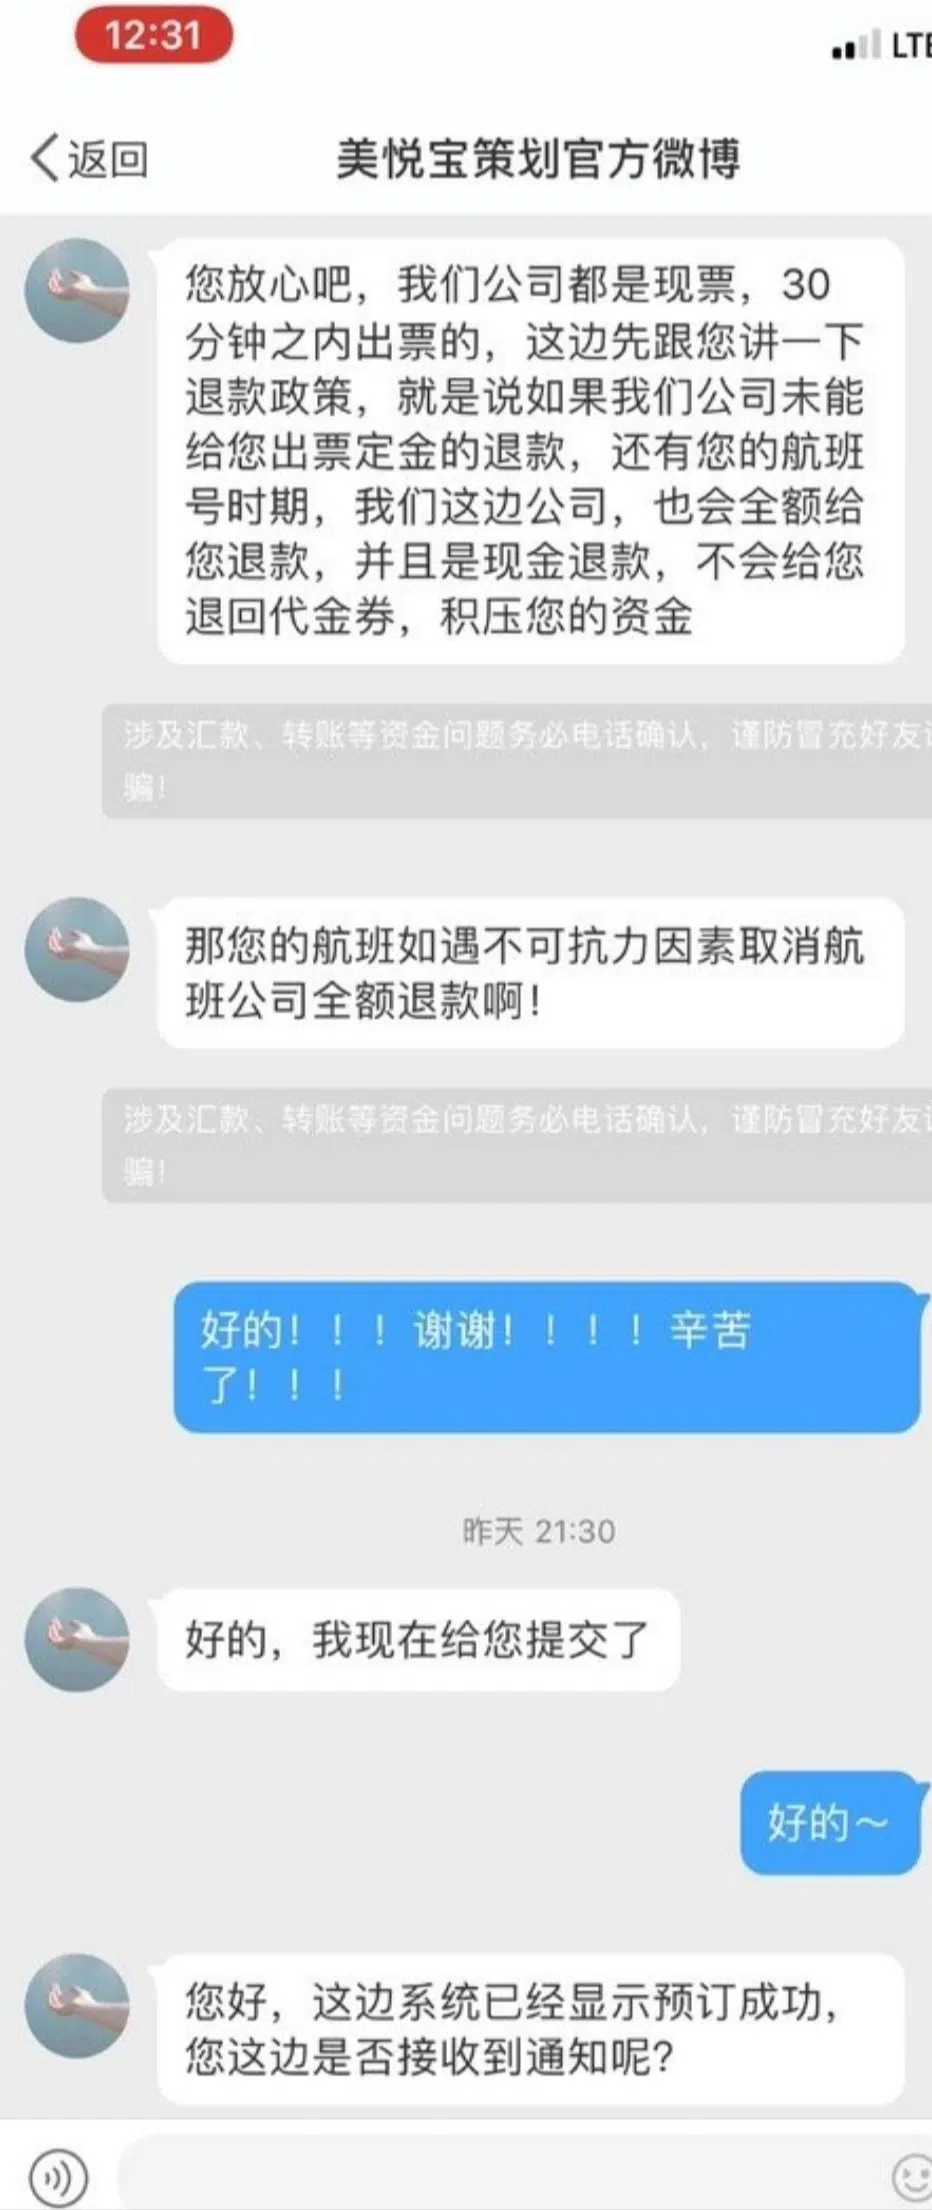 12:31
LTE
返回
美悦宝策划官方微博
您放心吧，我们公司都是现票，30
分钟之内出票的，这边先跟您讲一下
退款政策，就是说如果我们公司未能
给您出票定金的退款，还有您的航班
号时期，我们这边公司，也会全额给
您退款，并且是现金退款，不会给您
退回代金券，积压您的资金
涉及汇款、转账等资金问题务必电话确认，谨防冒充好友
骗！
那您的航班如遇不可抗力因素取消航
班公司全额退款啊！
涉及汇款、转账等资金问题务必电话确认，谨防冒充好友
骗！
好的！！！谢谢！！！！辛苦
了！！！
昨天 21:30
好的，我现在给您提交了
好的～
您好，这边系统已经显示预订成功，
您这边是否接收到通知呢？